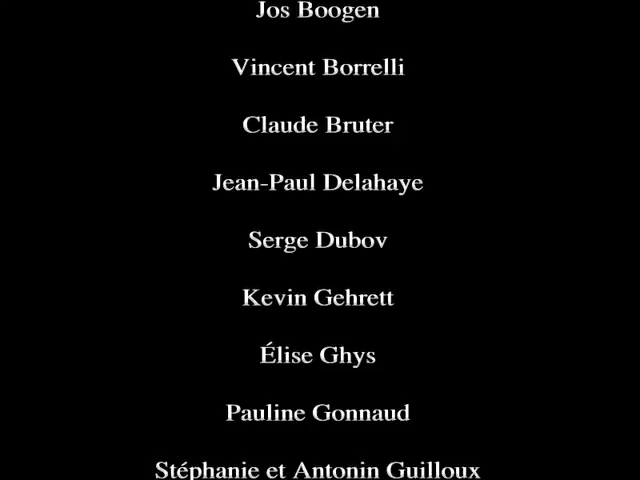 Jos Boogen
Vincent Borrelli
Claude Bruter
Jean-Paul Delahaye
Serge Dubov
Kevin Gehrett
Élise Ghys
Pauline Gonnaud
Stéphanie et Antonin Guilloux